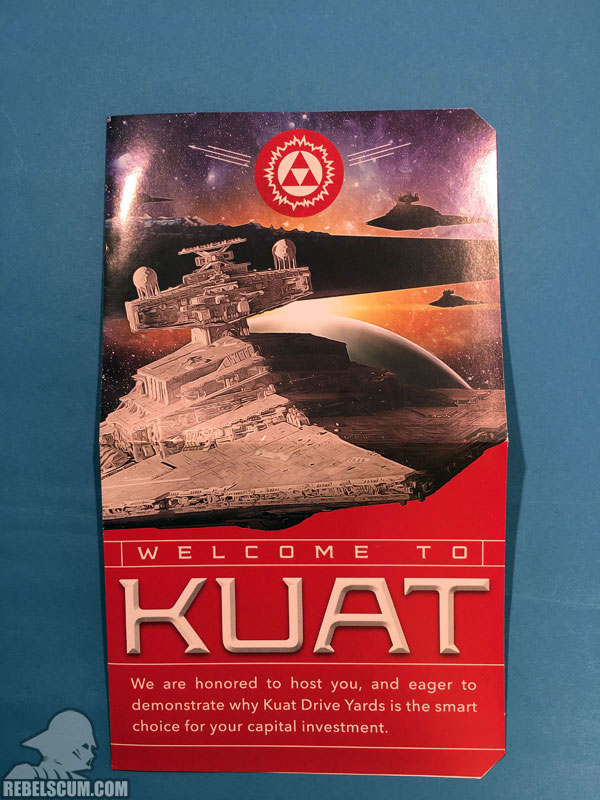 WELCOME TO
KUAT
We are honored to host you, and eager to
demonstrate why Kuat Drive Yards is the smart
choice for your capital investment.
REBELSCUM.COM